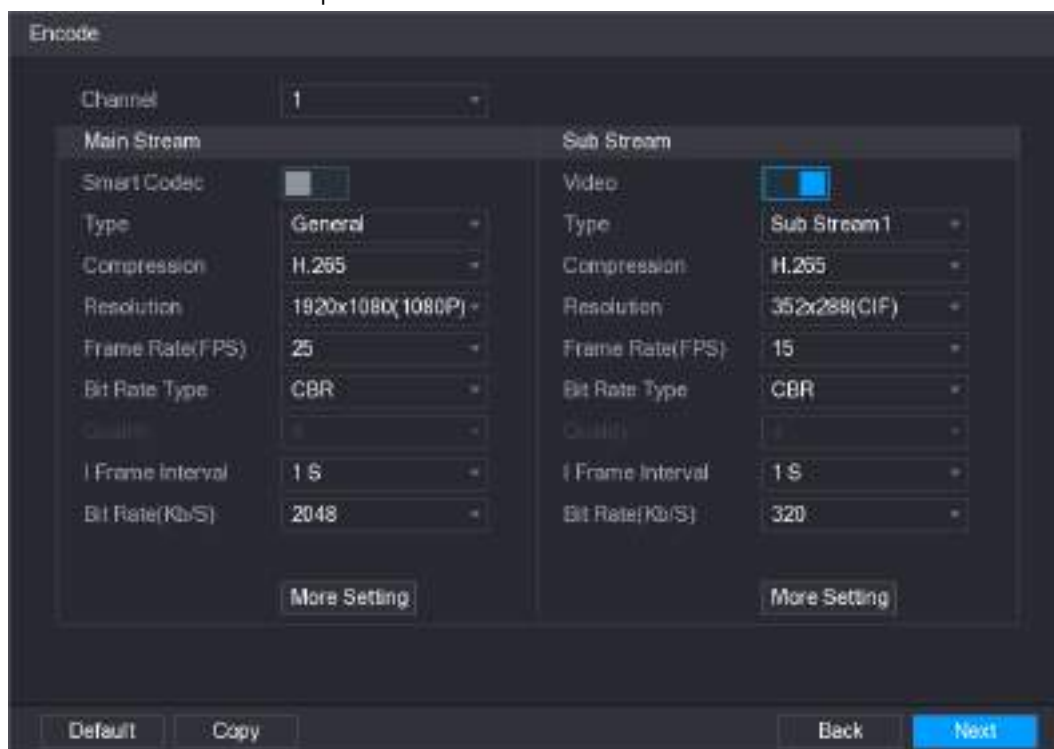 Encode
Channel 1
Main Stream Sub Stream
Smart Codec Video
Type General Type Sub Stream1
Compression H.265 Compression H.265
Resolution 1920x1080(1080P) Resolution 352x288(CIF)
Frame Rate(FPS) 25 Frame Rate(FPS) 15
Bit Rate Type CBR Bit Rate Type CBR
Quality Quality
I Frame Interval 1 S I Frame Interval 1 S
Bit Rate(Kb/S) 2048 Bit Rate(Kb/S) 320
More Setting More Setting
Default Copy Back Next